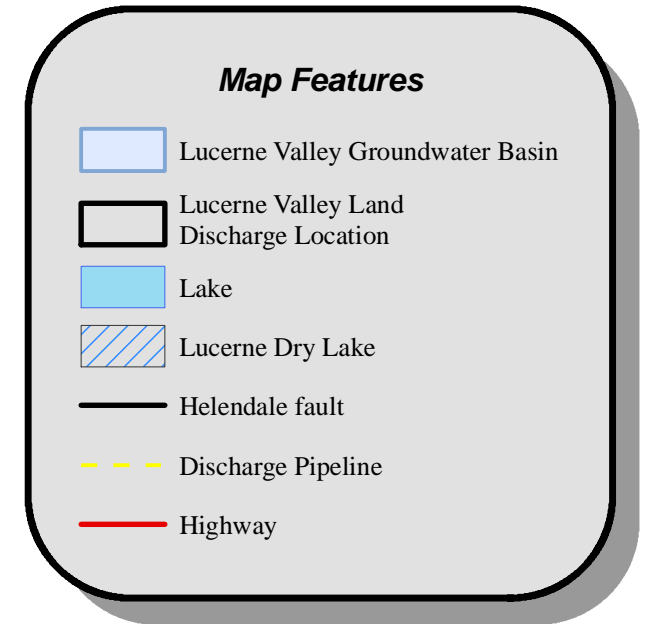 Map Features
Lucerne Valley Groundwater Basin
Lucerne Valley Land
Discharge Location
Lake
Lucerne Dry Lake
Helendale fault
Discharge Pipeline
Highway